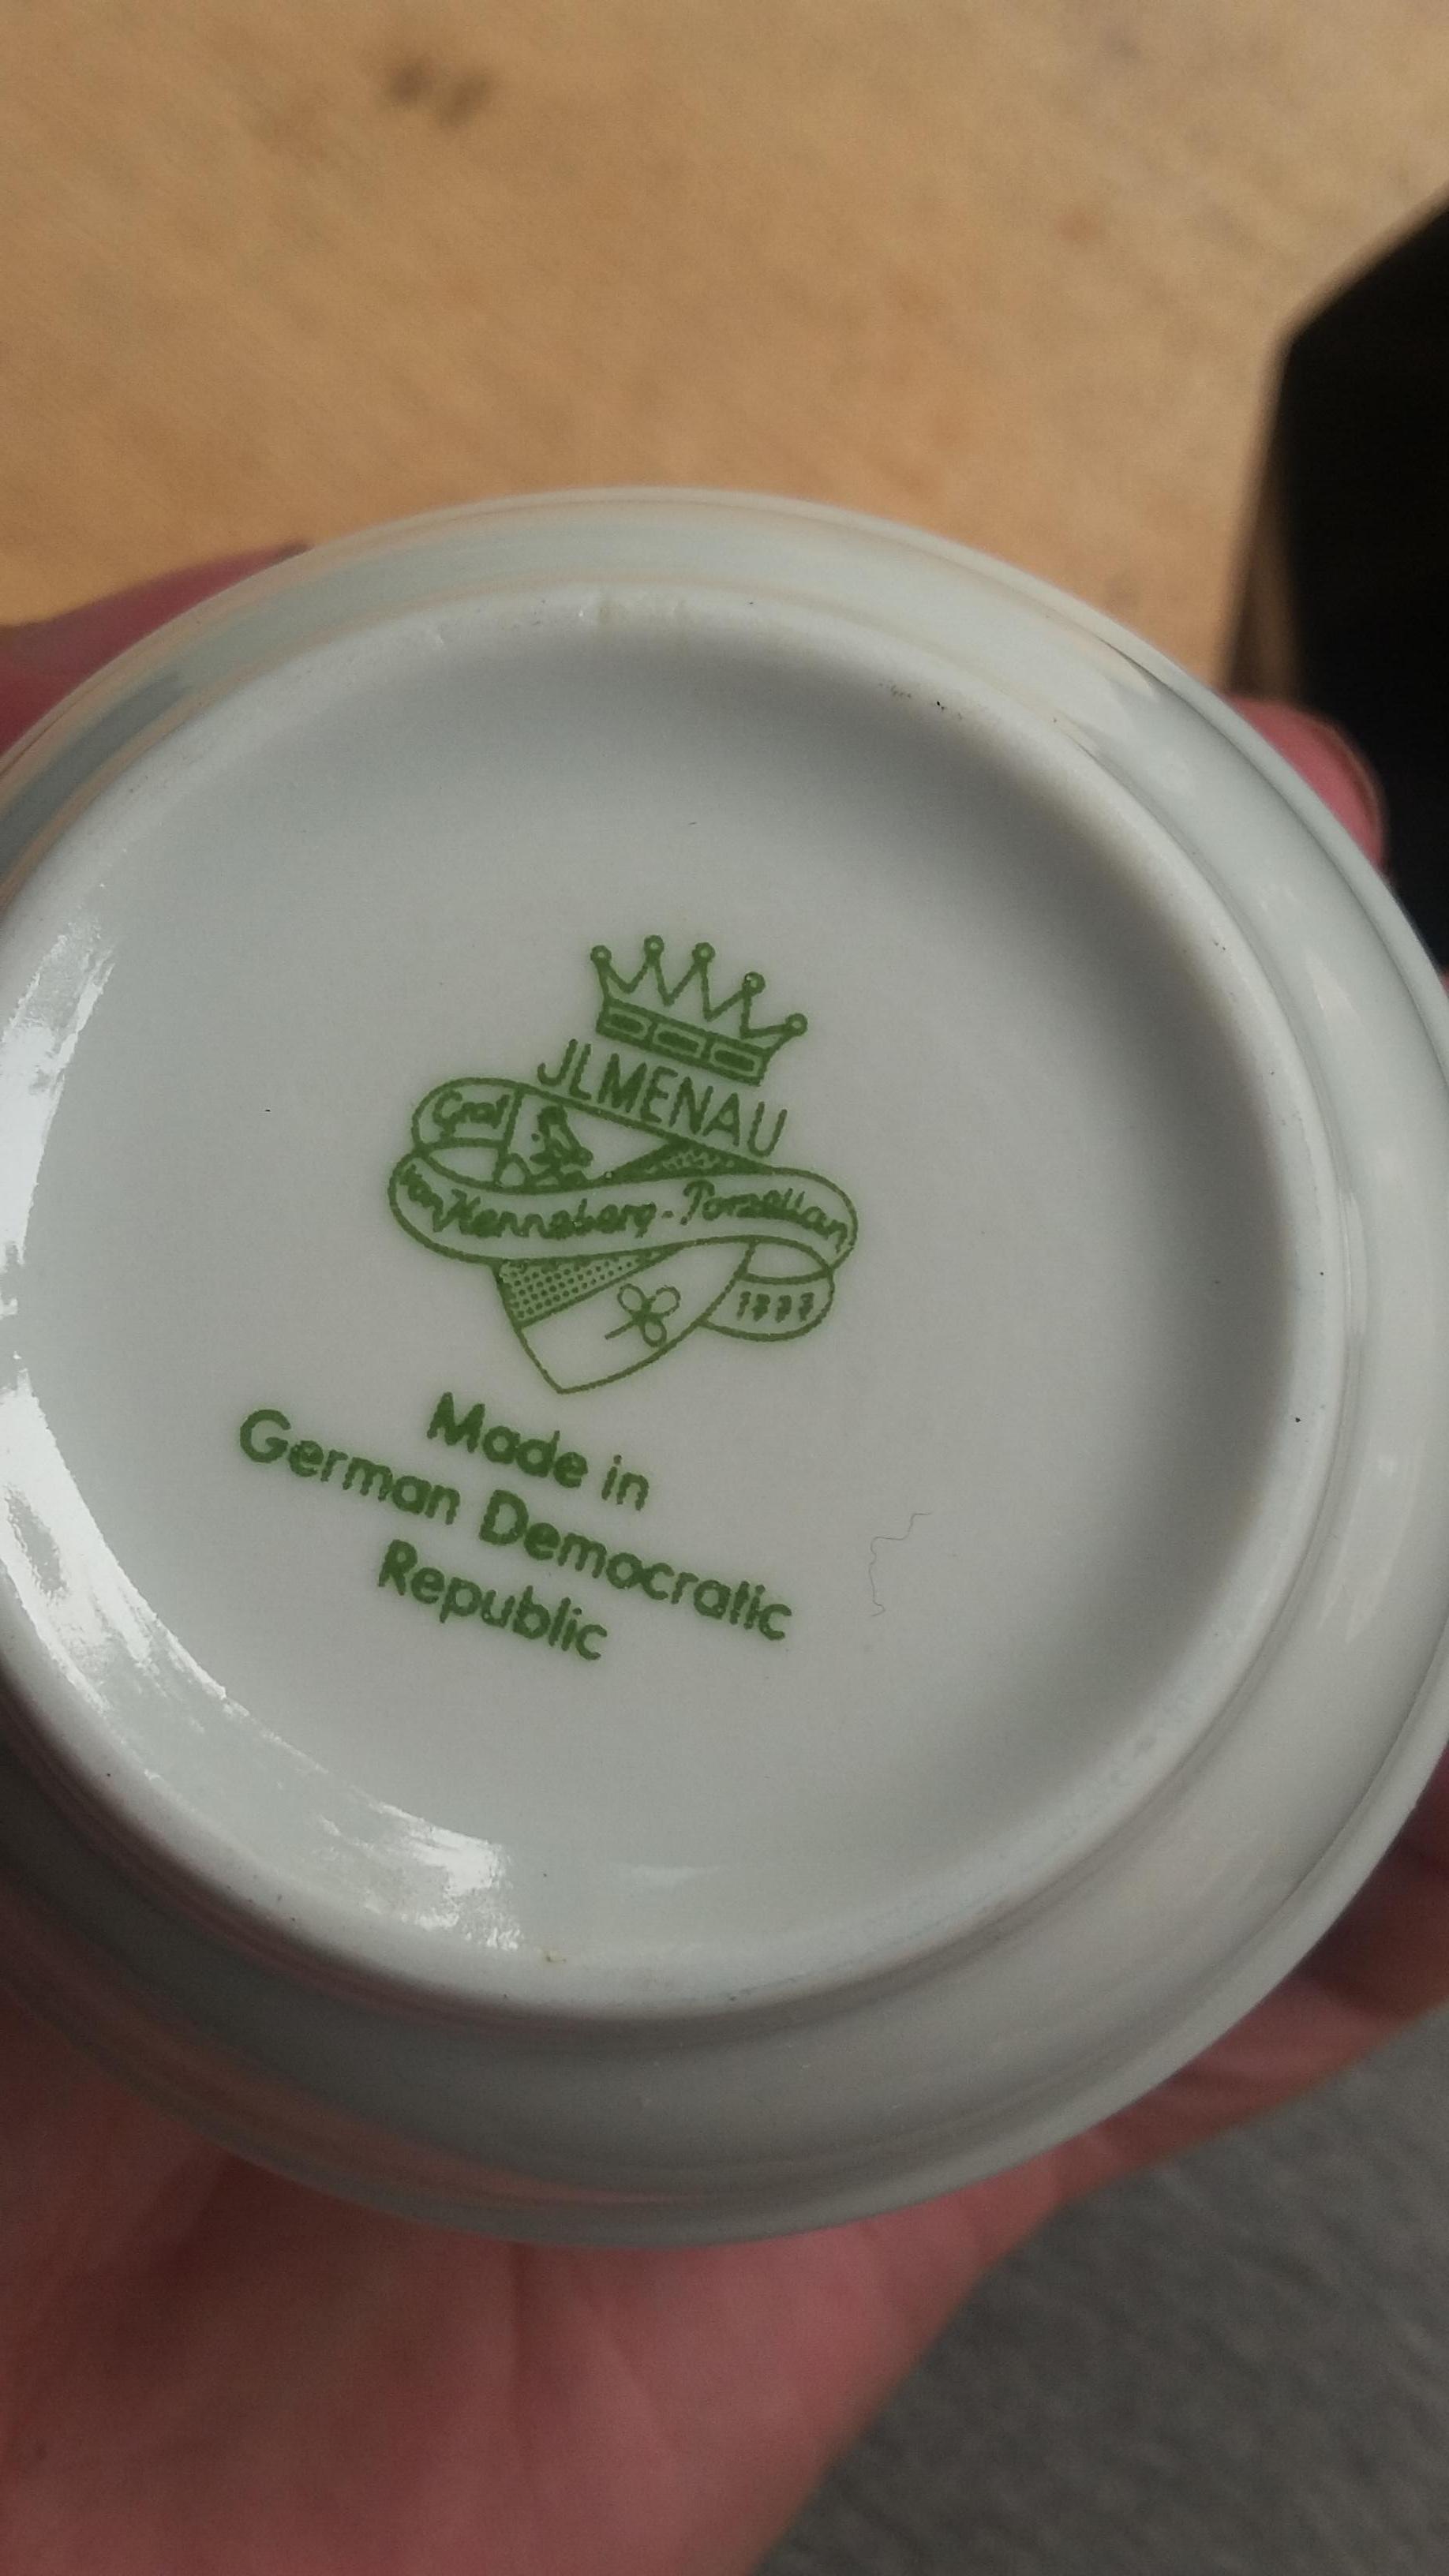 JLMENAU
Graf
von Henneberg-Porzellan
1777
Made in
German Democratic
Republic